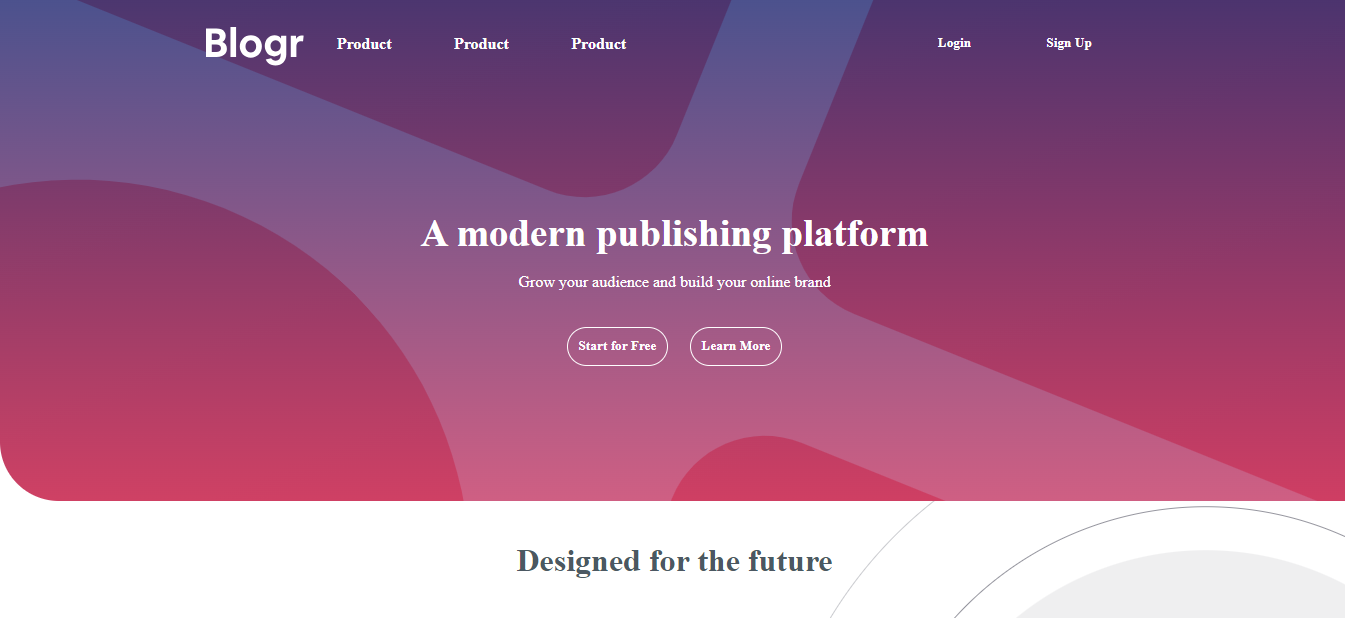 Blogr Product Product Product Login Sign Up
A modern publishing platform
Grow your audience and build your online brand
Start for Free Learn More
Designed for the future